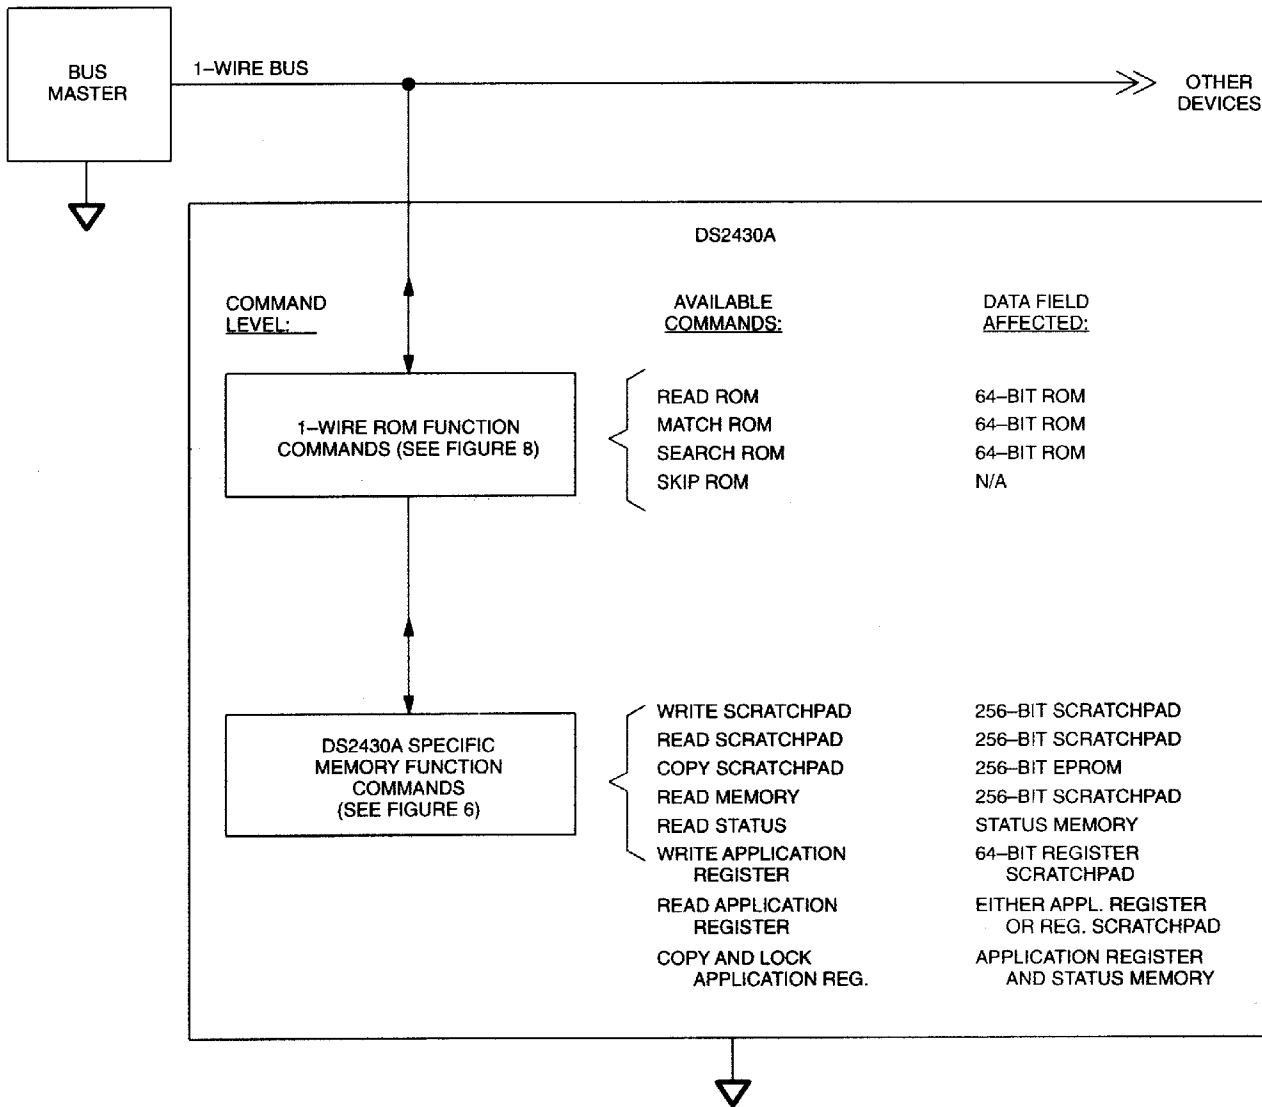 BUS
MASTER
1–WIRE BUS
OTHER
DEVICES
DS2430A
COMMAND
LEVEL:
AVAILABLE
COMMANDS:
DATA FIELD
AFFECTED:
1–WIRE ROM FUNCTION
COMMANDS (SEE FIGURE 8)
READ ROM 64–BIT ROM
MATCH ROM 64–BIT ROM
SEARCH ROM 64–BIT ROM
SKIP ROM N/A
DS2430A SPECIFIC
MEMORY FUNCTION
COMMANDS
(SEE FIGURE 6)
WRITE SCRATCHPAD 256–BIT SCRATCHPAD
READ SCRATCHPAD 256–BIT SCRATCHPAD
COPY SCRATCHPAD 256–BIT EPROM
READ MEMORY 256–BIT SCRATCHPAD
READ STATUS STATUS MEMORY
WRITE APPLICATION 64–BIT REGISTER
REGISTER SCRATCHPAD
READ APPLICATION EITHER APPL. REGISTER
REGISTER OR REG. SCRATCHPAD
COPY AND LOCK APPLICATION REGISTER
APPLICATION REG. AND STATUS MEMORY